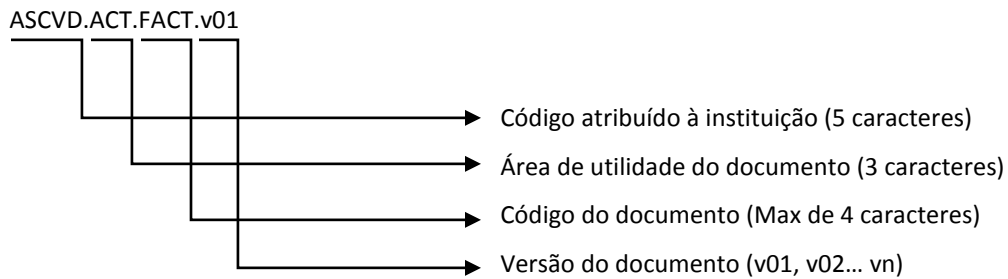 ASCVD.ACT.FACT.v01
Código atribuído à instituição (5 caracteres)
Área de utilidade do documento (3 caracteres)
Código do documento (Max de 4 caracteres)
Versão do documento (v01, v02… vn)